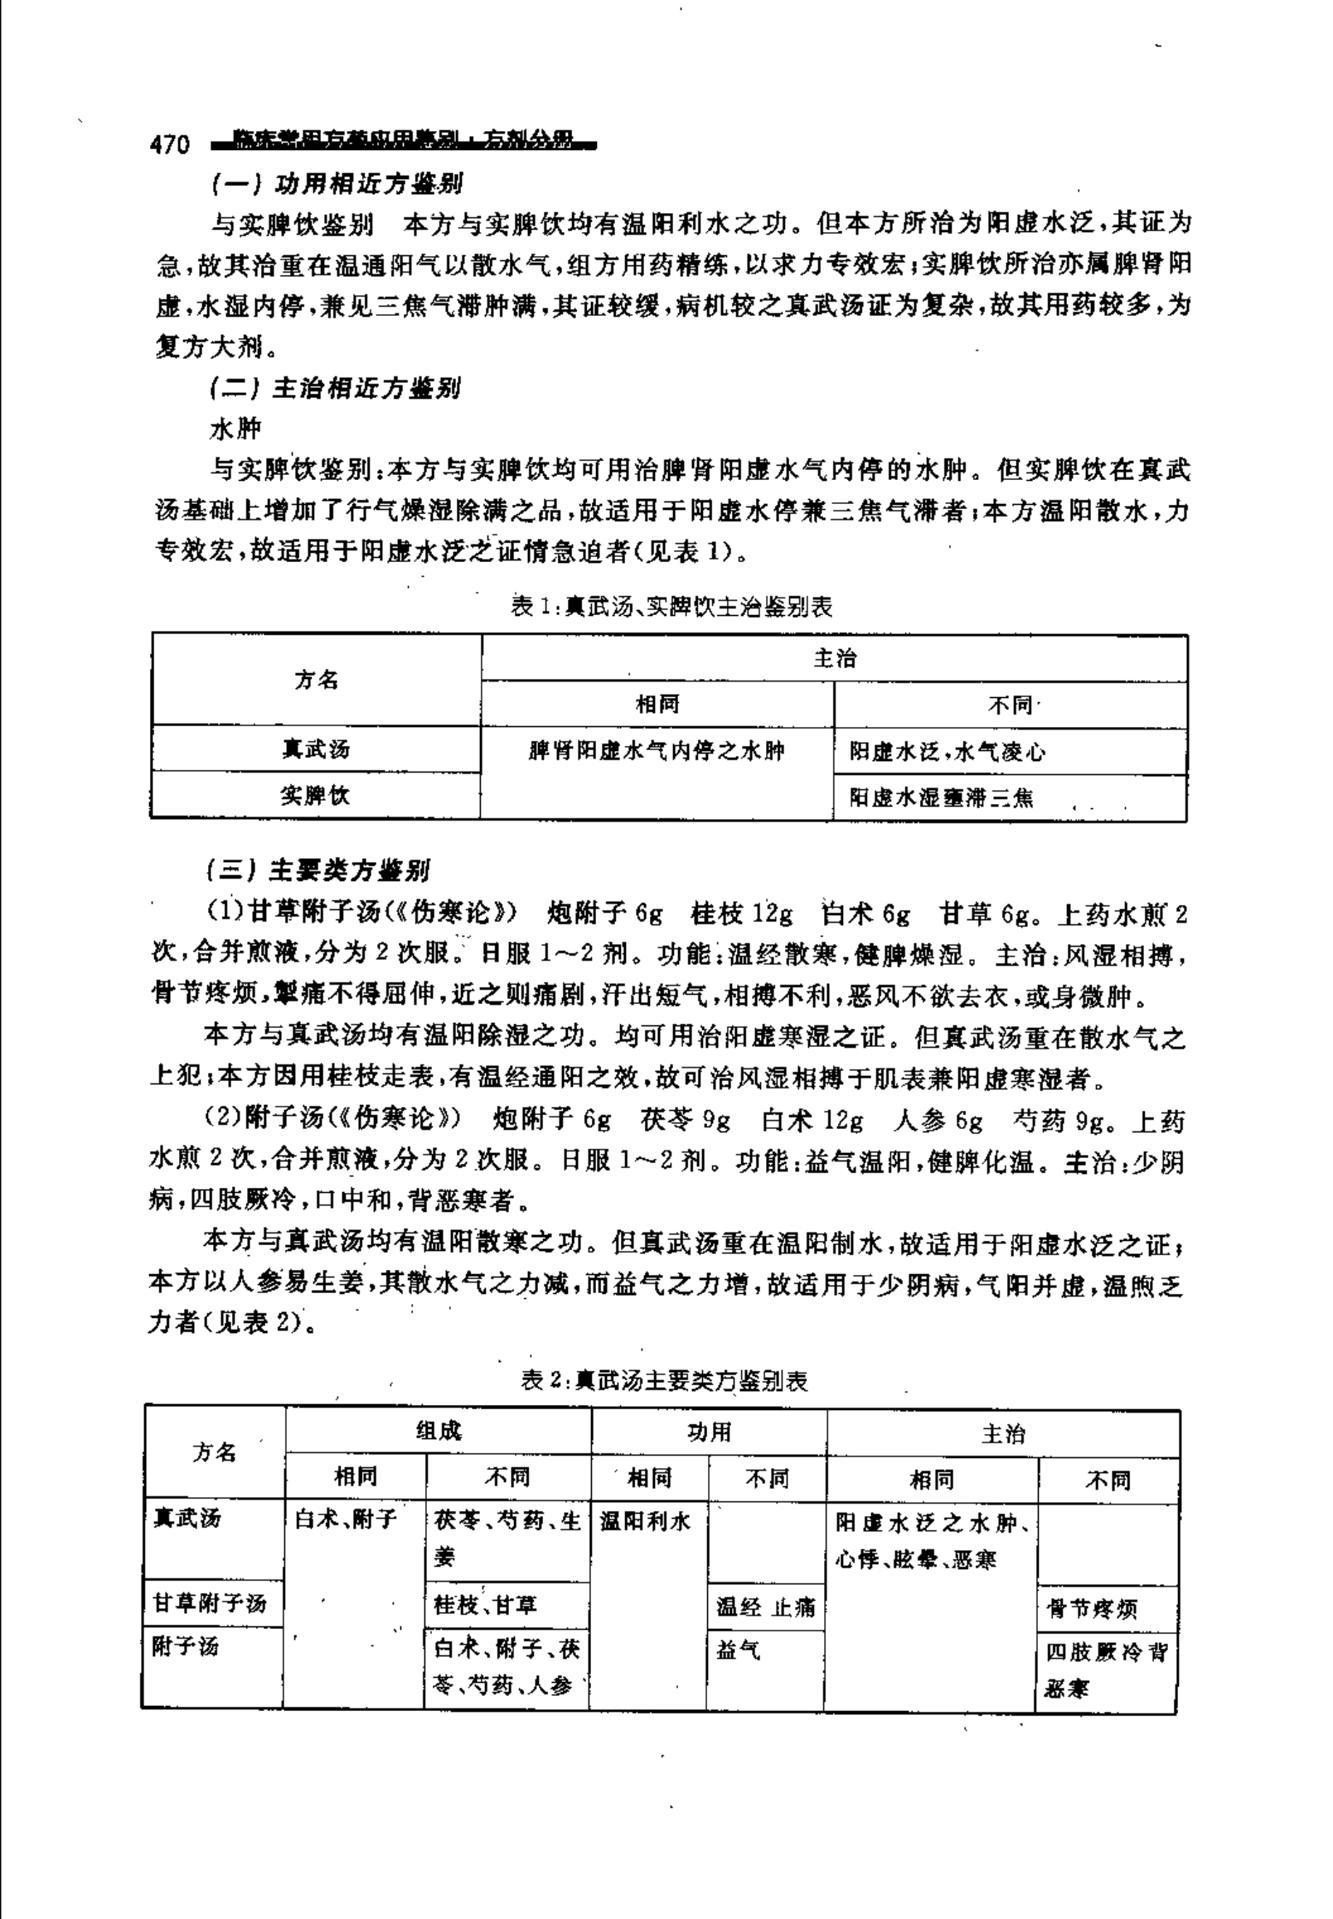 470 临床常用方药应用鉴别·方剂分册
(一) 功用相近方鉴别
与实脾饮鉴别 本方与实脾饮均有温阳利水之功。但本方所治为阳虚水泛,其证为
急,故其治重在温通阳气以散水气,组方用药精练,以求力专效宏;实脾饮所治亦属脾肾阳
虚,水湿内停,兼见三焦气滞肿满,其证较缓,病机较之真武汤证为复杂,故其用药较多,为
复方大剂。
(二) 主治相近方鉴别
水肿
与实脾饮鉴别:本方与实脾饮均可用治脾肾阳虚水气内停的水肿。但实脾饮在真武
汤基础上增加了行气燥湿除满之品,故适用于阳虚水停兼三焦气滞者;本方温阳散水,力
专效宏,故适用于阳虚水泛之证情急迫者(见表 1)。
表 1:真武汤、实脾饮主治鉴别表
方名 主治
相同 不同
真武汤 脾肾阳虚水气内停之水肿 阳虚水泛,水气凌心
实脾饮 阳虚水湿壅滞三焦
(三) 主要类方鉴别
(1)甘草附子汤(《伤寒论》) 炮附子 6g 桂枝 12g 白术 6g 甘草 6g。上药水煎 2
次,合并煎液,分为 2 次服。日服 1～2 剂。功能:温经散寒,健脾燥湿。主治:风湿相搏,
骨节疼烦,掣痛不得屈伸,近之则痛剧,汗出短气,相搏不利,恶风不欲去衣,或身微肿。
本方与真武汤均有温阳除湿之功。均可用治阳虚寒湿之证。但真武汤重在散水气之
上犯;本方因用桂枝走表,有温经通阳之效,故可治风湿相搏于肌表兼阳虚寒湿者。
(2)附子汤(《伤寒论》) 炮附子 6g 茯苓 9g 白术 12g 人参 6g 芍药 9g。上药
水煎 2 次,合并煎液,分为 2 次服。日服 1～2 剂。功能:益气温阳,健脾化温。主治:少阴
病,四肢厥冷,口中和,背恶寒者。
本方与真武汤均有温阳散寒之功。但真武汤重在温阳制水,故适用于阳虚水泛之证;
本方以人参易生姜,其散水气之力减,而益气之力增,故适用于少阴病,气阳并虚,温煦乏
力者(见表 2)。
表 2:真武汤主要类方鉴别表
方名 组成 功用 主治
相同 不同 相同 不同 相同 不同
真武汤 白术、附子 茯苓、芍药、生 温阳利水 阳虚水泛之水肿、
姜 心悸、眩晕、恶寒
甘草附子汤 桂枝、甘草 温经 止痛 骨节疼烦
附子汤 白术、附子、茯 益气 四肢厥冷背
苓、芍药、人参 恶寒